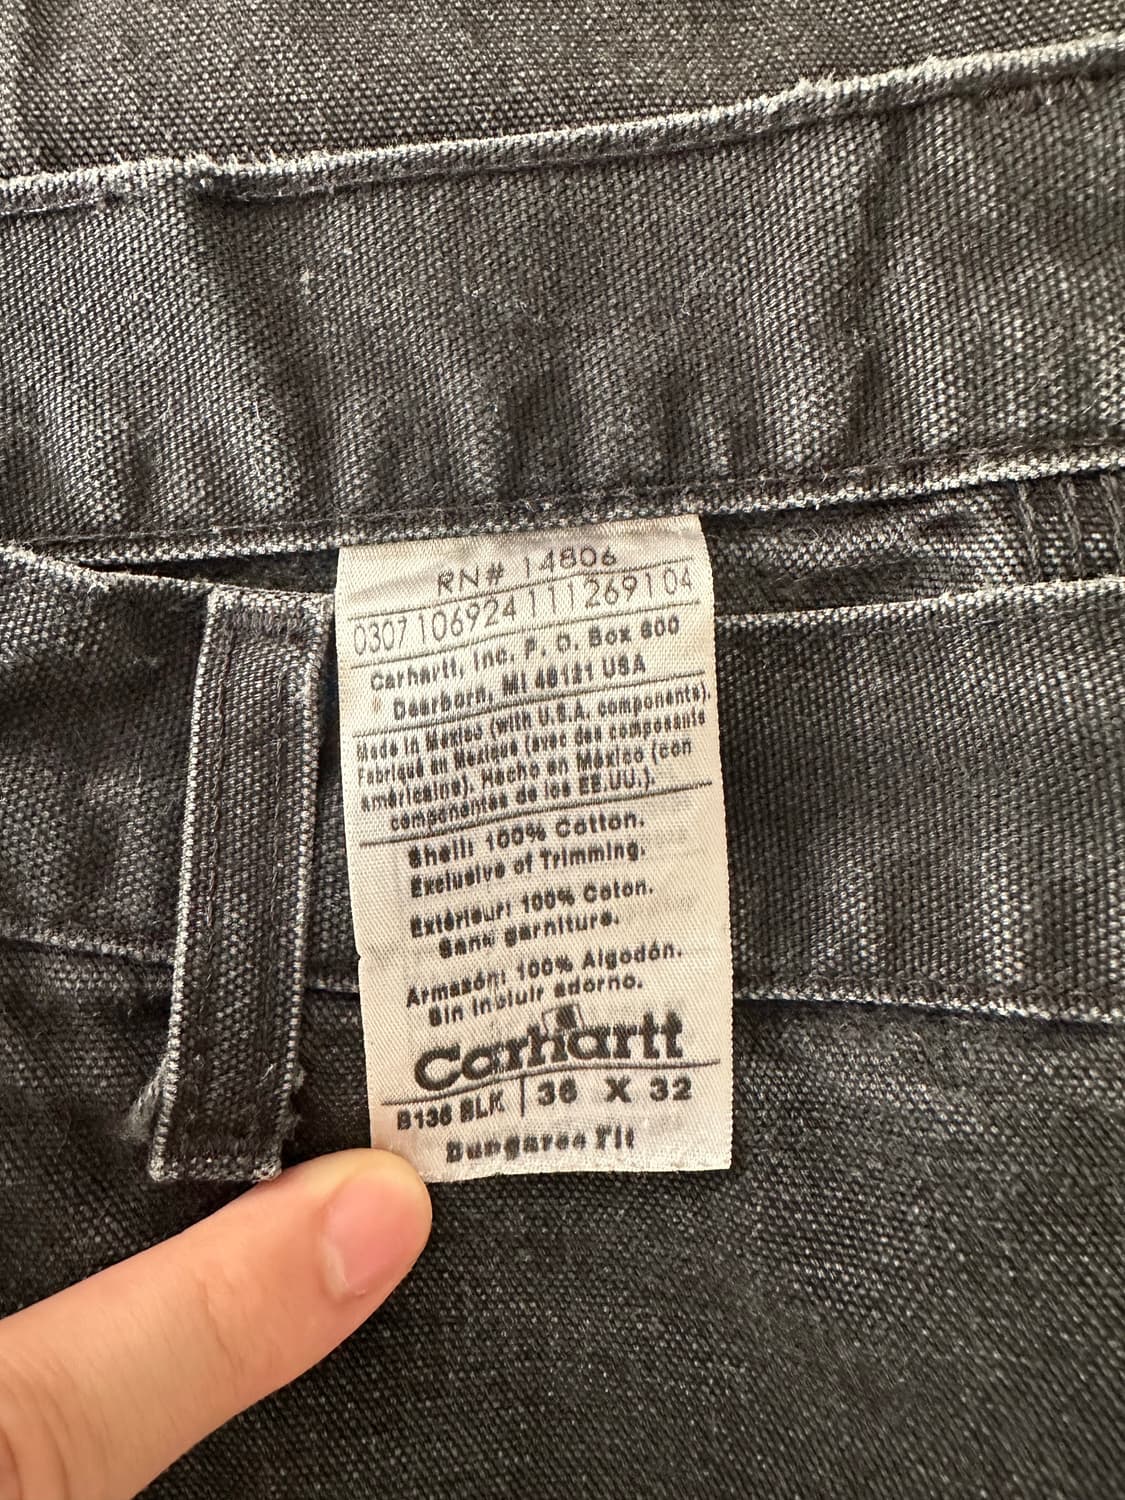 RN# 14806
0307 106924 111269104
Carhartt, Inc. P. O. Box 600
Dearborn, MI 48121 USA
Made in Mexico (with U.S.A. components).
Fabriqué au Mexique (avec des composants
américains). Hecho en México (con
componentes de los EE.UU.).
Shell: 100% Cotton.
Exclusive of Trimming.
Extérieur: 100% Coton.
Sans garniture.
Armazón: 100% Algodón.
Sin incluir adorno.
Carhartt
B136 BLK | 36 X 32
Dungaree Fit